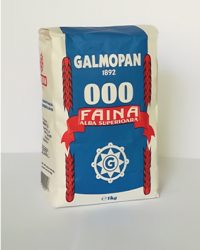 GALMOPAN
1892
000
FAINA
ALBA SUPERIOARA
G
e 1kg